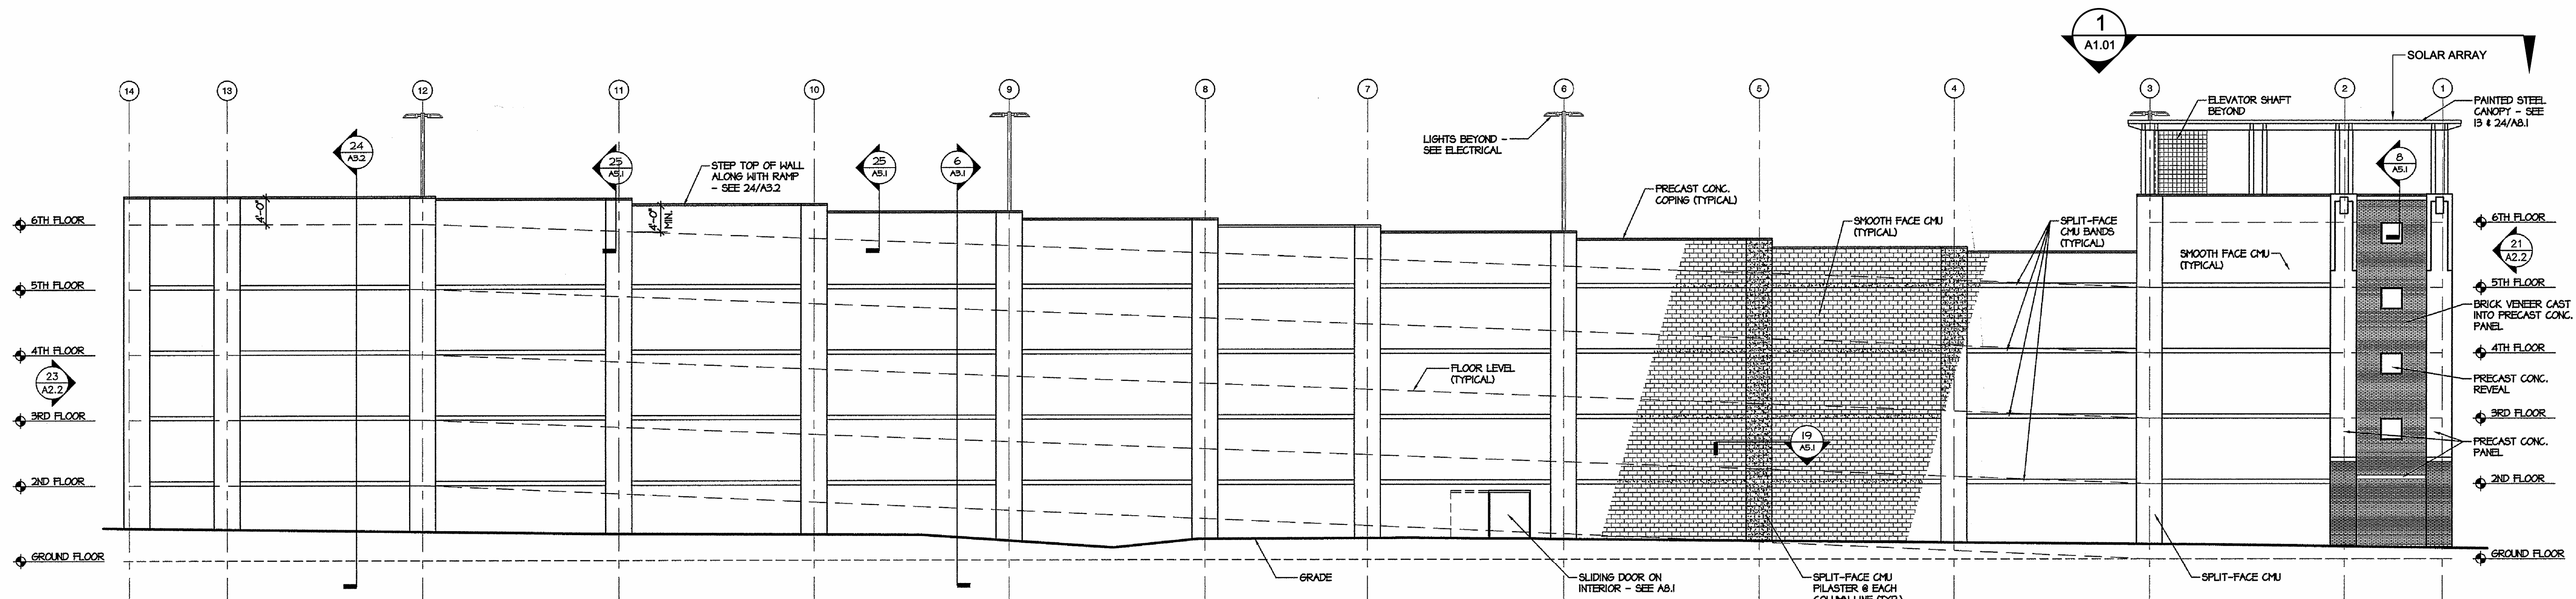 1
A1.01
SOLAR ARRAY
14
13
12
11
10
9
8
7
6
5
4
3
2
1
ELEVATOR SHAFT
BEYOND
PAINTED STEEL
CANOPY - SEE
13 & 24/A8.1
24
A3.2
25
A5.1
STEP TOP OF WALL
ALONG WITH RAMP
- SEE 24/A3.2
25
A5.1
6
A3.1
LIGHTS BEYOND -
SEE ELECTRICAL
8
A5.1
PRECAST CONC.
COPING (TYPICAL)
4'-0"
4'-0"
MIN.
6TH FLOOR
SMOOTH FACE CMU
(TYPICAL)
SPLIT-FACE
CMU BANDS
(TYPICAL)
SMOOTH FACE CMU
(TYPICAL)
6TH FLOOR
21
A2.2
5TH FLOOR
5TH FLOOR
BRICK VENEER CAST
INTO PRECAST CONC.
PANEL
4TH FLOOR
4TH FLOOR
23
A2.2
FLOOR LEVEL
(TYPICAL)
PRECAST CONC.
REVEAL
3RD FLOOR
3RD FLOOR
19
A5.1
PRECAST CONC.
PANEL
2ND FLOOR
2ND FLOOR
GROUND FLOOR
GROUND FLOOR
GRADE
SLIDING DOOR ON
INTERIOR - SEE A8.1
SPLIT-FACE CMU
PILASTER @ EACH
COLUMN LINE (TYP.)
SPLIT-FACE CMU